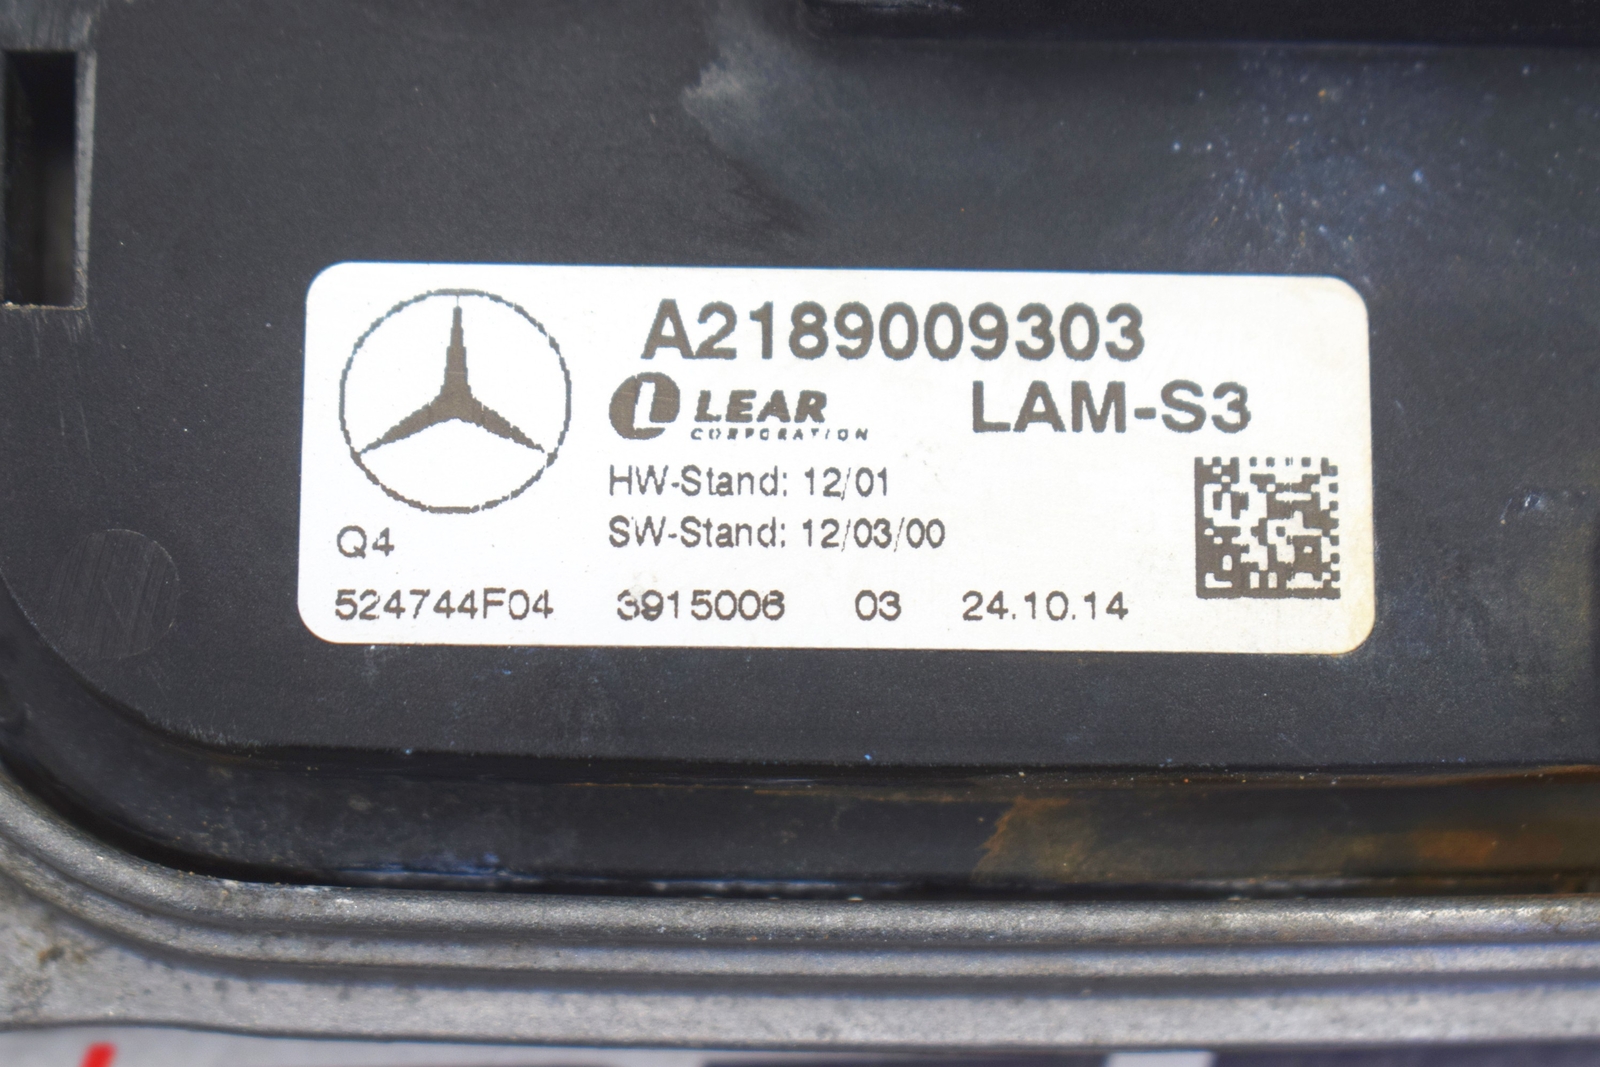 A2189009303
LEAR LAM-S3
CORPORATION
HW-Stand: 12/01
SW-Stand: 12/03/00
Q4
524744F04 3915006 03 24.10.14